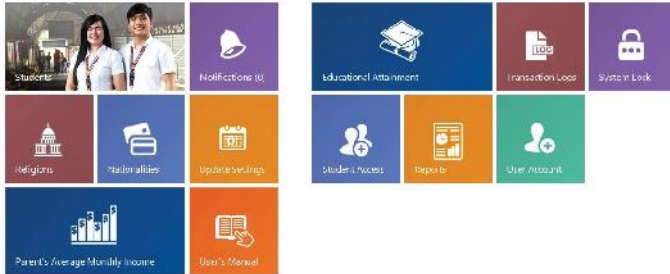 Students
Notifications (0)
Educational Attainment
LOG
Transaction Logs
System Lock
Religions
Nationalities
Update Settings
Student Access
Reports
User Account
Parent's Average Monthly Income
User's Manual